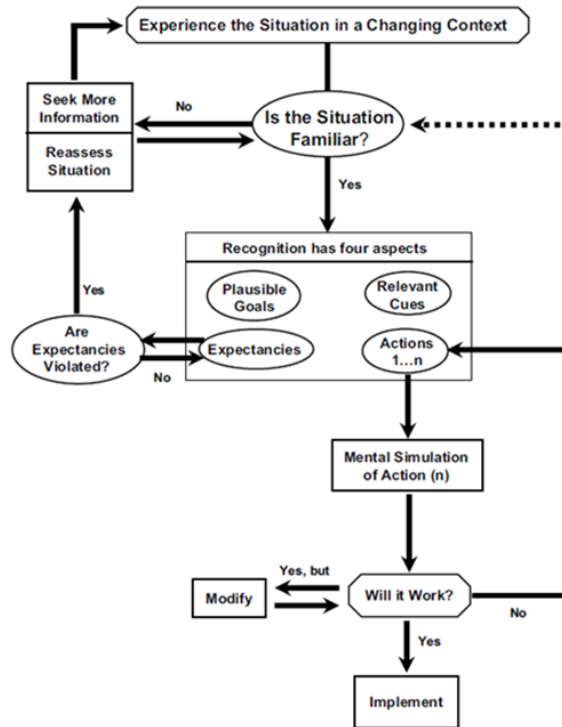 Experience the Situation in a Changing Context
Seek More
Information
Reassess
Situation
No
Is the Situation
Familiar?
Yes
Recognition has four aspects
Plausible
Goals
Relevant
Cues
Yes
Are
Expectancies
Violated?
No
Expectancies
Actions
1...n
Mental Simulation
of Action (n)
Yes, but
Modify
Will it Work?
No
Yes
Implement